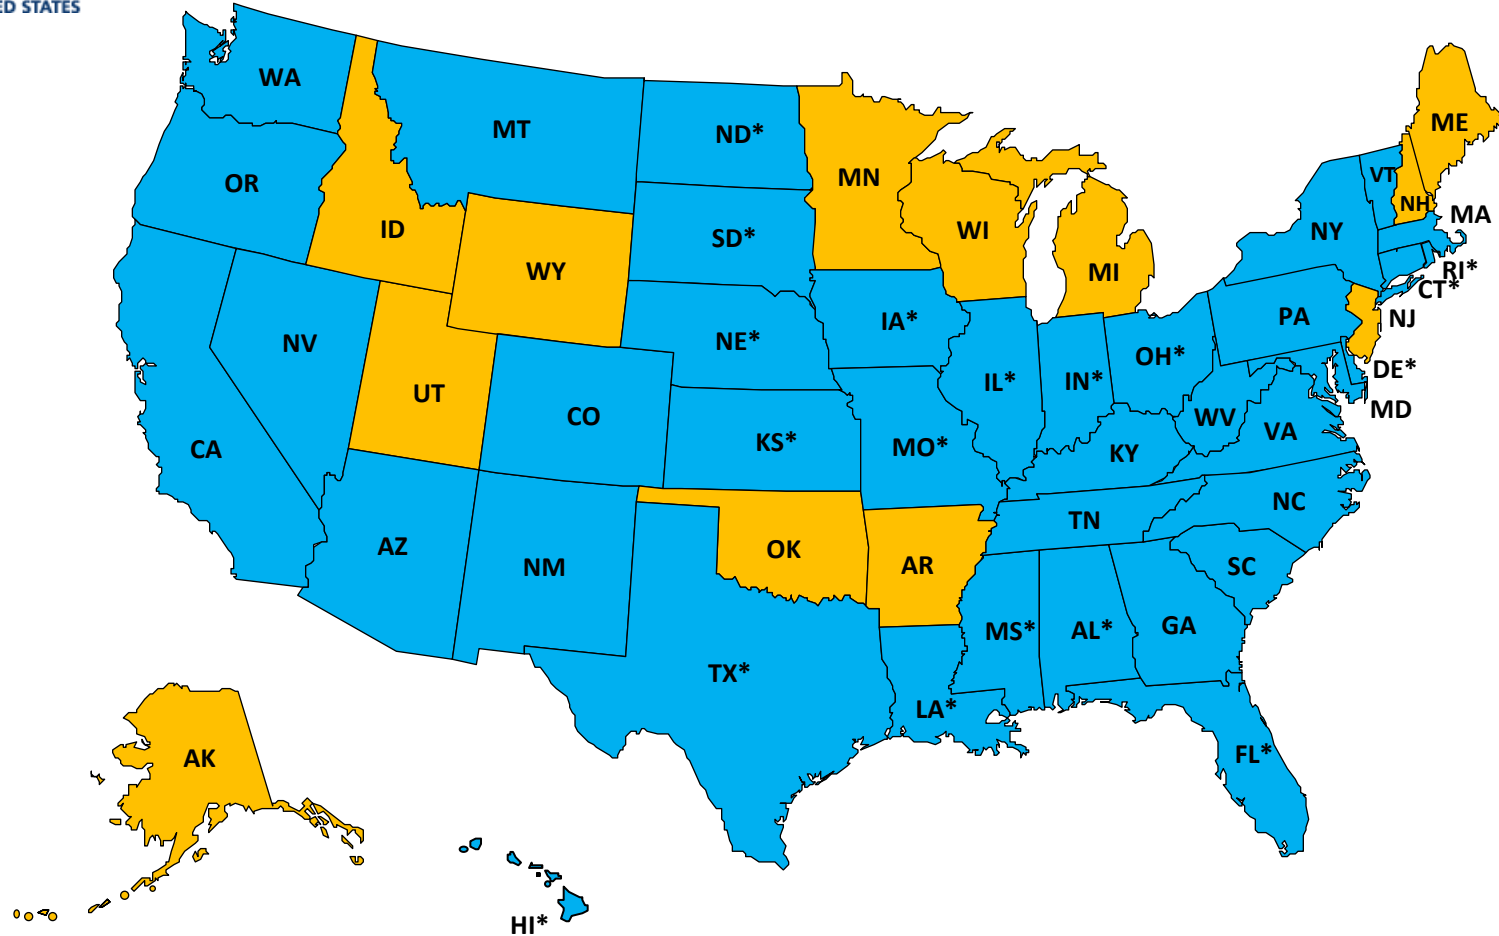 STATES
WA
MT
ND*
ME
MN
VT
OR
NH
MA
ID
WI
NY
SD*
WY
MI
RI*
CT*
PA
NJ
IA*
NE*
NV
OH*
DE*
IL*
IN*
UT
MD
CO
WV
VA
KS*
MO*
CA
KY
NC
TN
AZ
OK
NM
AR
SC
GA
MS*
AL*
TX*
LA*
FL*
AK
HI*